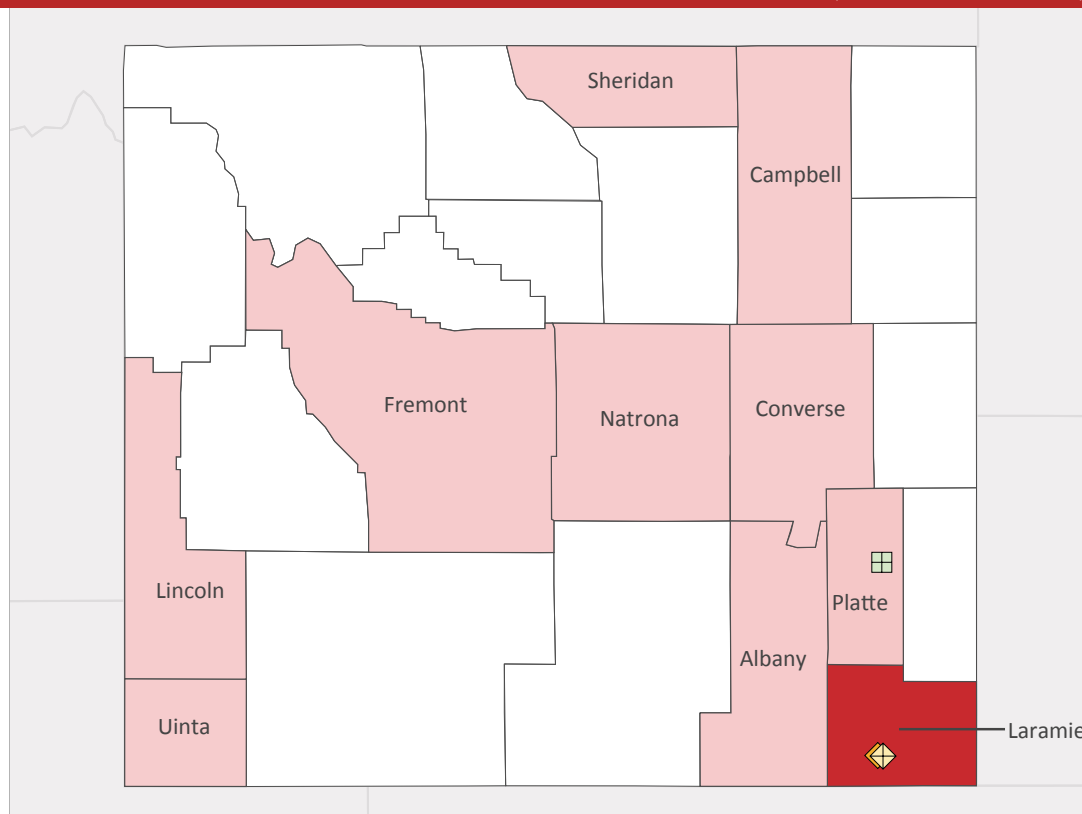 Sheridan
Campbell
Fremont
Natrona
Converse
Lincoln
Platte
Albany
Uinta
Laramie